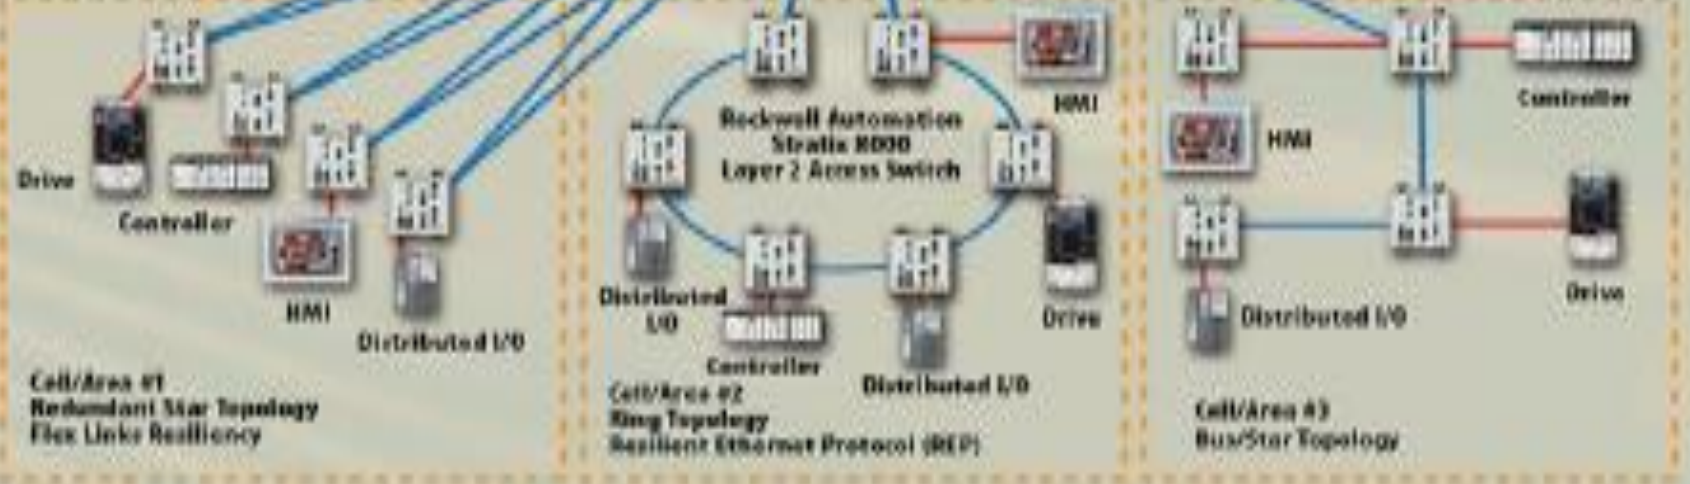 Drive
Controller
HMI
Distributed I/O
Cell/Area #1
Redundant Star Topology
Flex Links Resiliency
Rockwell Automation
Stratix 8000
Layer 2 Access Switch
HMI
Distributed
I/O
Controller
Distributed I/O
Drive
Cell/Area #2
Ring Topology
Resilient Ethernet Protocol (REP)
Controller
HMI
Distributed I/O
Drive
Cell/Area #3
Bus/Star Topology